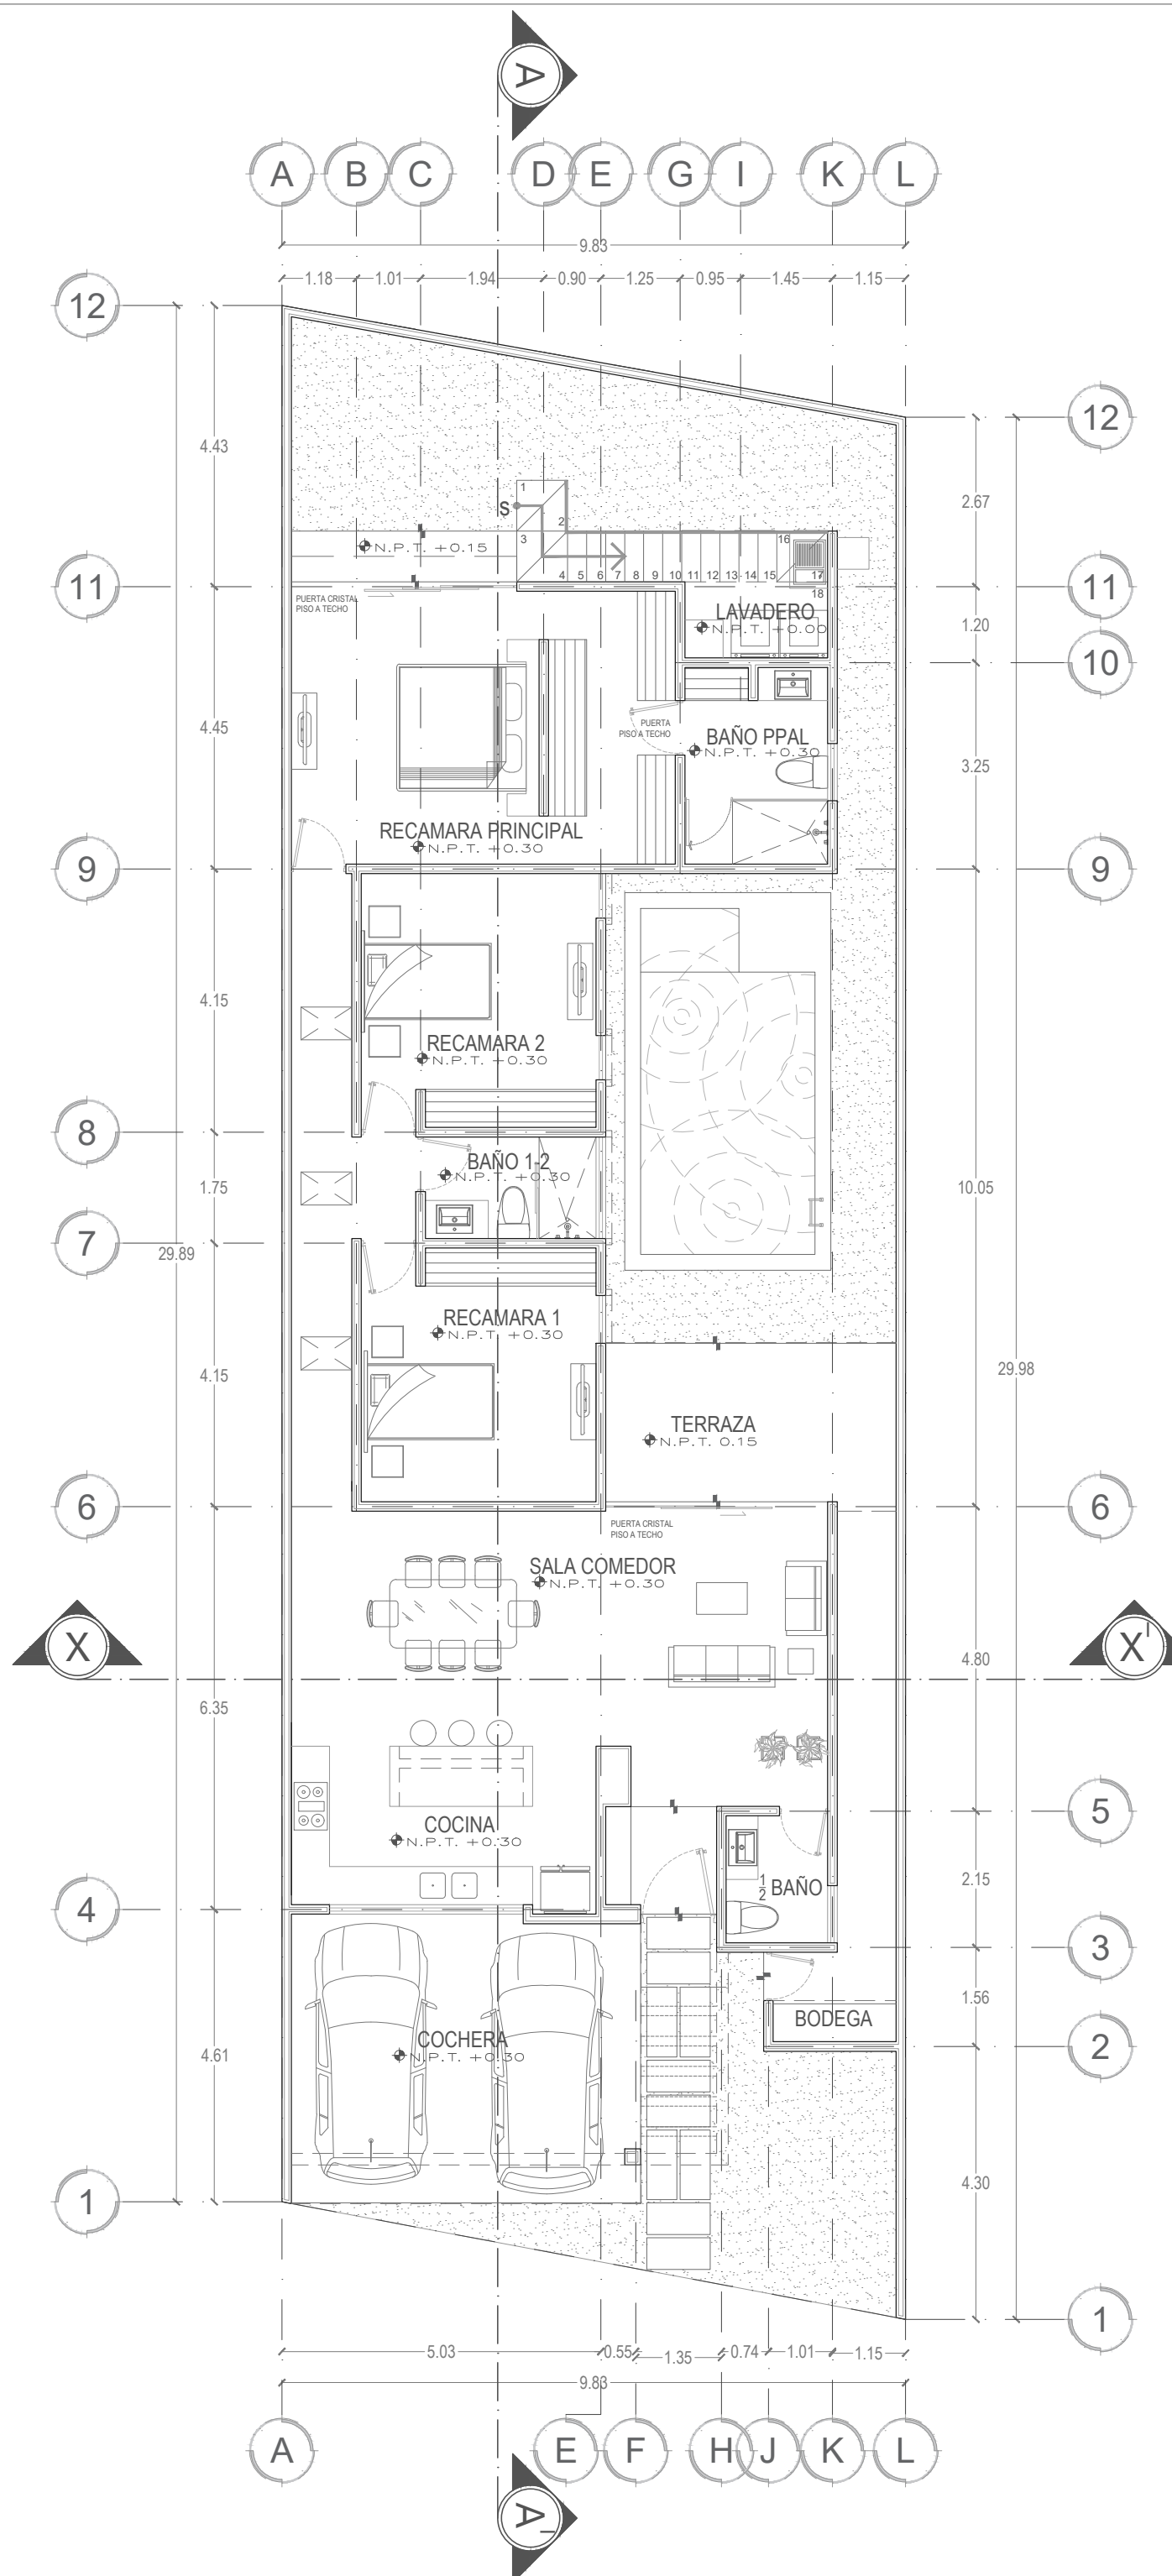 A
A B C D E G I K L
9.83
1.18 1.01 1.94 0.90 1.25 0.95 1.45 1.15
12
12
4.43
2.67
1
S
2
3
16
N.P.T. +0.15
4 5 6 7 8 9 10 11 12 13 14 15 17
18
11
11
PUERTA CRISTAL
PISO A TECHO
LAVADERO
N.P.T. +0.00
1.20
10
4.45
PUERTA
PISO A TECHO
BAÑO PPAL
N.P.T. +0.30
3.25
RECAMARA PRINCIPAL
N.P.T. +0.30
9
9
4.15
RECAMARA 2
N.P.T. +0.30
8
BAÑO 1-2
N.P.T. +0.30
1.75
10.05
7
29.89
RECAMARA 1
N.P.T. +0.30
4.15
29.98
TERRAZA
N.P.T. 0.15
6
6
PUERTA CRISTAL
PISO A TECHO
SALA COMEDOR
N.P.T. +0.30
X
X'
4.80
6.35
5
COCINA
N.P.T. +0.30
1/2 BAÑO
2.15
4
3
1.56
BODEGA
COCHERA
N.P.T. +0.30
4.61
2
4.30
1
1
5.03 0.55 1.35 0.74 1.01 1.15
9.83
A E F H J K L
A'